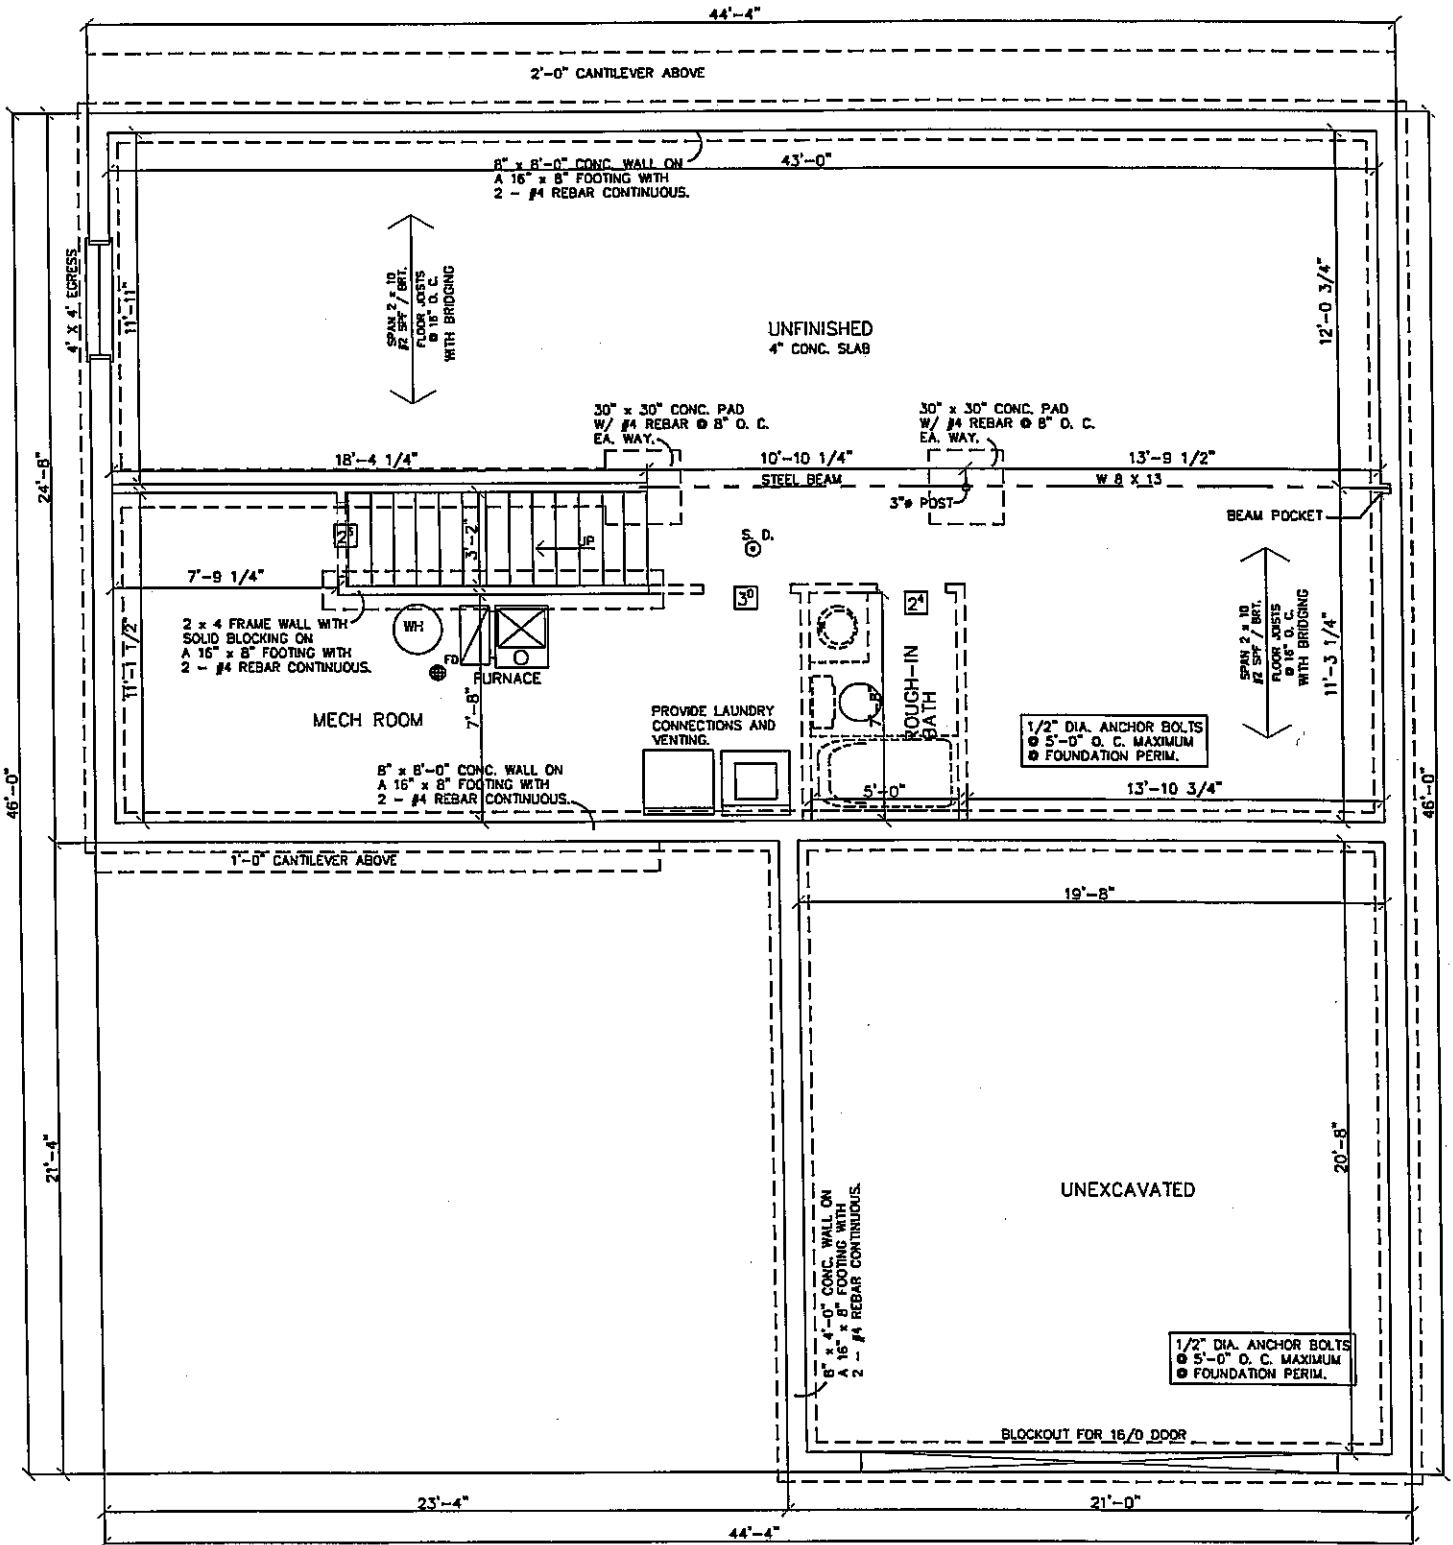 44'-4"
2'-0" CANTILEVER ABOVE
8" x 8'-0" CONC. WALL ON
A 16" x 8" FOOTING WITH
2 - #4 REBAR CONTINUOUS.
43'-0"
4' X 4' EGRESS
11'-11"
SPAN 2 x 10
#2 SPF / BRT.
FLOOR JOISTS
@ 16" O. C.
WITH BRIDGING
UNFINISHED
4" CONC. SLAB
12'-0 3/4"
30" x 30" CONC. PAD
W/ #4 REBAR @ 8" O. C.
EA. WAY.
30" x 30" CONC. PAD
W/ #4 REBAR @ 8" O. C.
EA. WAY.
18'-4 1/4"
10'-10 1/4"
13'-9 1/2"
STEEL BEAM
W 8 X 13
3"ø POST
BEAM POCKET
24'-8"
46'-0"
46'-0"
3'-2"
UP
S. D.
7'-9 1/4"
3⁰
2⁴
2 x 4 FRAME WALL WITH
SOLID BLOCKING ON
A 16" x 8" FOOTING WITH
2 - #4 REBAR CONTINUOUS.
11'-1 1/2"
WH
FD
FURNACE
7'-8"
MECH ROOM
PROVIDE LAUNDRY
CONNECTIONS AND
VENTING.
7'-8"
ROUGH-IN
BATH
SPAN 2 x 10
#2 SPF / BRT.
FLOOR JOISTS
@ 16" O. C.
WITH BRIDGING
11'-3 1/4"
1/2" DIA. ANCHOR BOLTS
@ 5'-0" O. C. MAXIMUM
@ FOUNDATION PERIM.
8" x 8'-0" CONC. WALL ON
A 16" x 8" FOOTING WITH
2 - #4 REBAR CONTINUOUS.
5'-0"
13'-10 3/4"
1'-0" CANTILEVER ABOVE
19'-8"
21'-4"
20'-8"
UNEXCAVATED
8" x 4'-0" CONC. WALL ON
A 16" x 8" FOOTING WITH
2 - #4 REBAR CONTINUOUS.
1/2" DIA. ANCHOR BOLTS
@ 5'-0" O. C. MAXIMUM
@ FOUNDATION PERIM.
BLOCKOUT FOR 16/0 DOOR
23'-4"
21'-0"
44'-4"